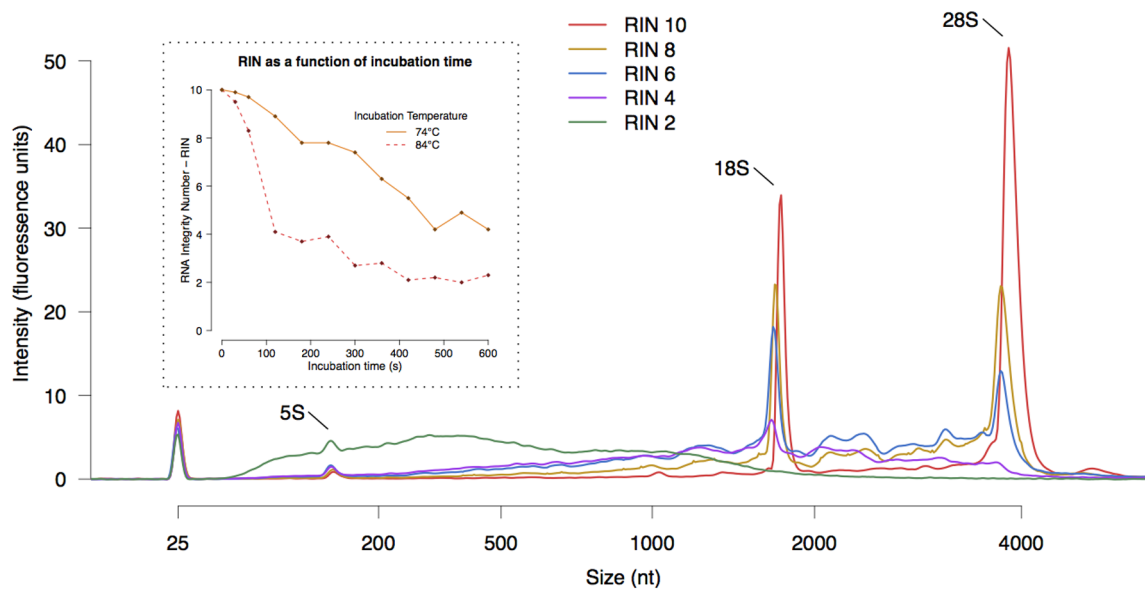 28S
RIN 10
RIN 8
RIN 6
RIN 4
RIN 2
18S
5S
RIN as a function of incubation time
Incubation Temperature
74°C
84°C
RNA Integrity Number – RIN
10
8
6
4
2
0
0 100 200 300 400 500 600
Incubation time (s)
Intensity (fluoressence units)
50
40
30
20
10
0
25 200 500 1000 2000 4000
Size (nt)